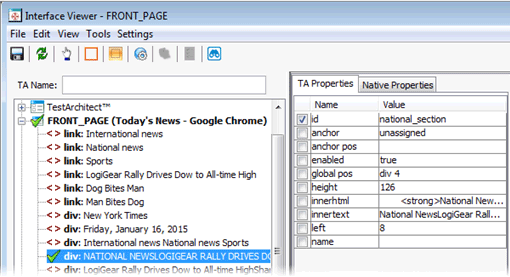 Interface Viewer - FRONT_PAGE
File Edit View Tools Settings
TA Name:
TestArchitect™
FRONT_PAGE (Today's News - Google Chrome)
< > link: International news
< > link: National news
< > link: Sports
< > link: LogiGear Rally Drives Dow to All-time High
< > link: Dog Bites Man
< > link: Man Bites Dog
< > div: New York Times
< > div: Friday, January 16, 2015
< > div: International news National news Sports
div: NATIONAL NEWSLOGIGEAR RALLY DRIVES DO
< > div: LogiGear Rally Drives Dow to All-time HighShar
TA Properties Native Properties
Name Value
id national_section
anchor unassigned
anchor pos
enabled true
global pos div 4
height 126
innerhtml <strong>National New...
innertext National NewsLogiGear Rall...
left 8
name